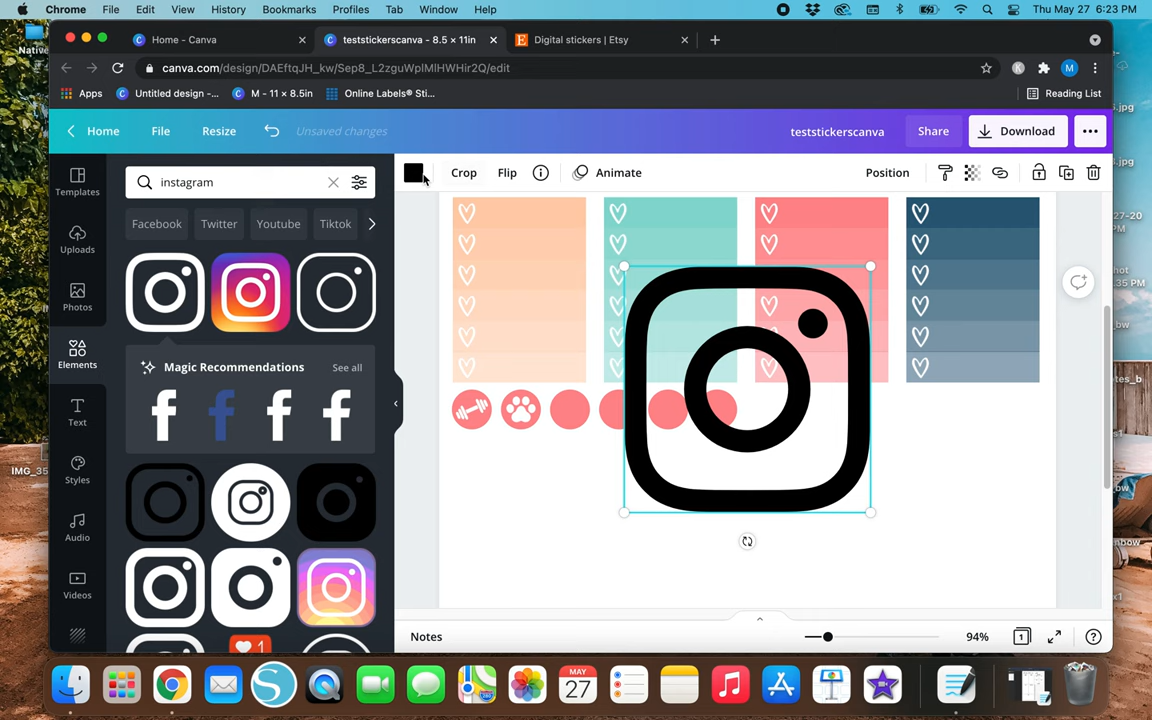 Chrome File Edit View History Bookmarks Profiles Tab Window Help Thu May 27 6:23 PM
Home - Canva teststickerscanva - 8.5 × 11in Digital stickers | Etsy
canva.com/design/DAEftqJH_kw/Sep8_L2zguWplMlHWHir2Q/edit
Apps Untitled design -... M - 11 × 8.5in Online Labels® Sti... Reading List
Home File Resize Unsaved changes teststickerscanva Share Download
Templates
instagram
Crop Flip Animate Position
Facebook Twitter Youtube Tiktok
Uploads
Photos
Elements
Magic Recommendations See all
Text
Styles
Audio
Videos
Notes 94% 1
MAY
27